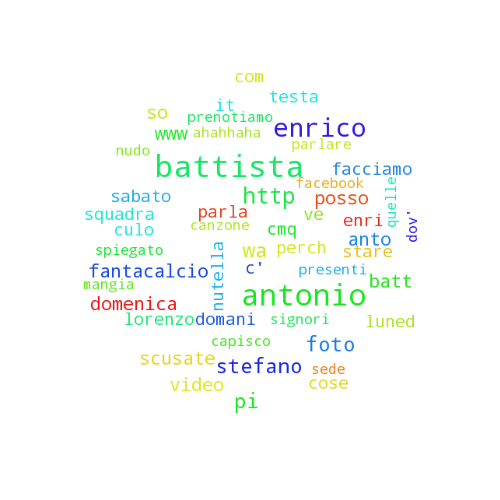 com
it
testa
so
prenotiamo
www
ahahhaha
enrico
nudo
parlare
battista
facciamo
facebook
sabato
http
posso
quelle
squadra
parla
ve
enri
dov'
culo
canzone
cmq
anto
spiegato
nutella
wa
perch
stare
fantacalcio
c'
presenti
mangia
antonio
batt
domenica
lorenzo
domani
signori
luned
capisco
foto
scusate
stefano
sede
video
cose
pi